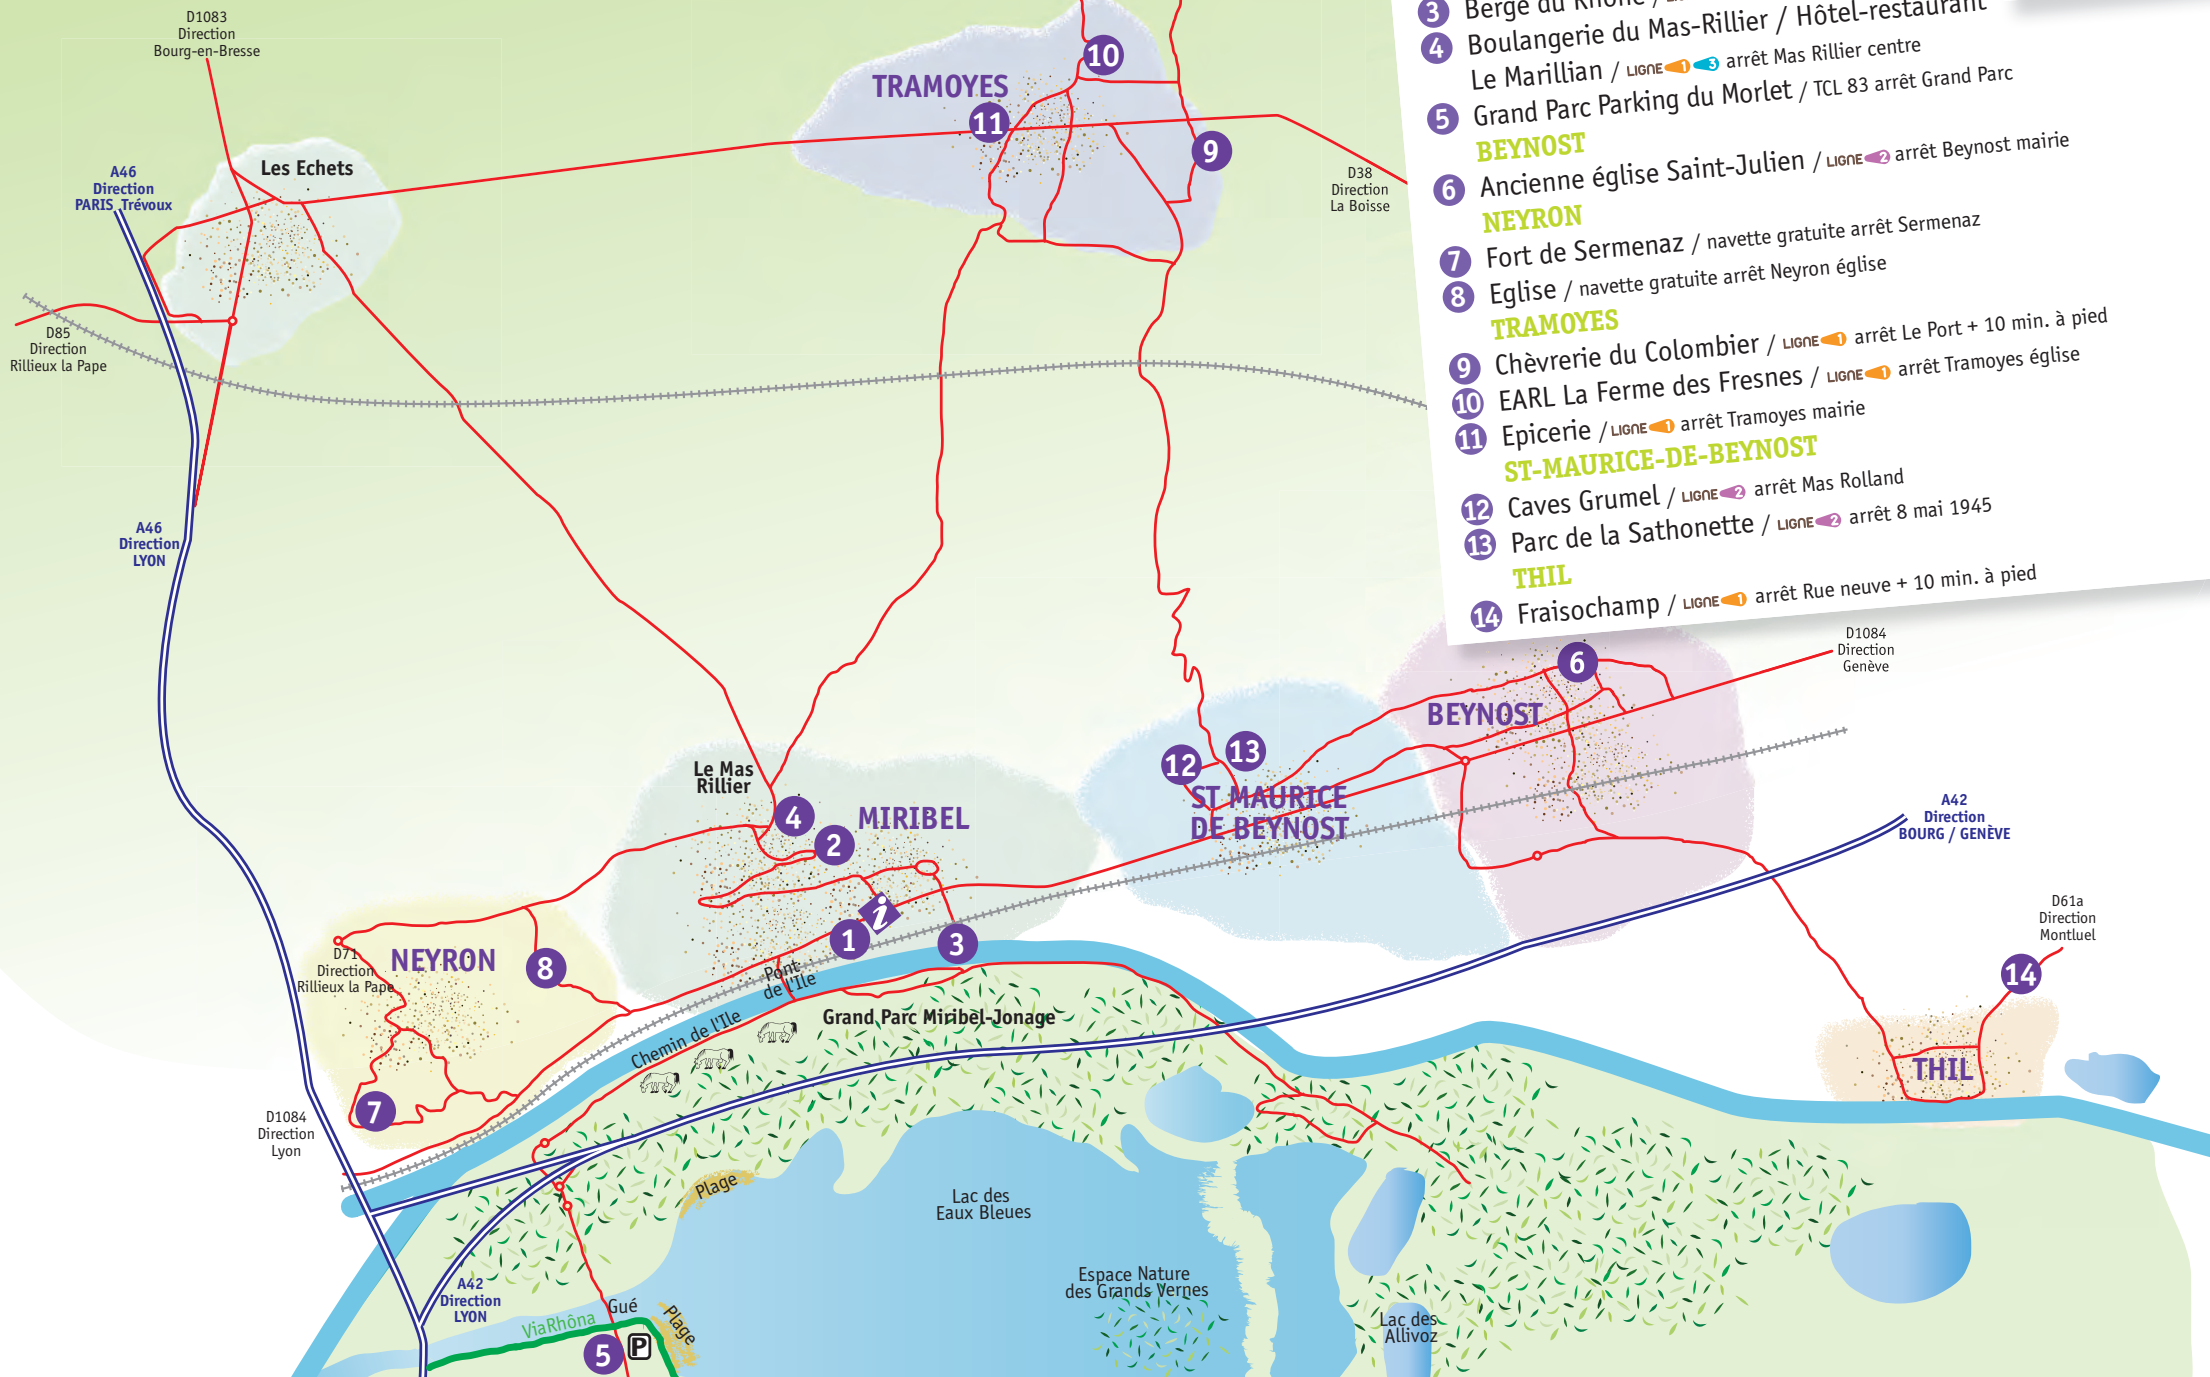 D1083
Direction
Bourg-en-Bresse
A46
Direction
PARIS Trévoux
Les Echets
D85
Direction
Rillieux la Pape
A46
Direction
LYON
TRAMOYES
10
11
9
D38
Direction
La Boisse
3 Berge du Rhône /
4 Boulangerie du Mas-Rillier / Hôtel-restaurant
Le Marillian / LIGNE 1 3 arrêt Mas Rillier centre
5 Grand Parc Parking du Morlet / TCL 83 arrêt Grand Parc
BEYNOST
6 Ancienne église Saint-Julien / LIGNE 2 arrêt Beynost mairie
NEYRON
7 Fort de Sermenaz / navette gratuite arrêt Sermenaz
8 Eglise / navette gratuite arrêt Neyron église
TRAMOYES
9 Chèvrerie du Colombier / LIGNE 1 arrêt Le Port + 10 min. à pied
10 EARL La Ferme des Fresnes / LIGNE 1 arrêt Tramoyes église
11 Epicerie / LIGNE 1 arrêt Tramoyes mairie
ST-MAURICE-DE-BEYNOST
12 Caves Grumel / LIGNE 2 arrêt Mas Rolland
13 Parc de la Sathonette / LIGNE 2 arrêt 8 mai 1945
THIL
14 Fraisochamp / LIGNE 1 arrêt Rue neuve + 10 min. à pied
D1084
Direction
Genève
6
BEYNOST
12
13
ST MAURICE
DE BEYNOST
Le Mas
Rillier
4
MIRIBEL
2
i
1
3
A42
Direction
BOURG / GENÈVE
D61a
Direction
Montluel
14
THIL
D71
Direction
Rillieux la Pape
NEYRON
8
7
Pont
de l'Ile
Chemin de l'Ile
Grand Parc Miribel-Jonage
D1084
Direction
Lyon
Plage
Lac des
Eaux Bleues
Espace Nature
des Grands Vernes
Lac des
Allivoz
A42
Direction
LYON
ViaRhôna
Gué
Plage
5
P